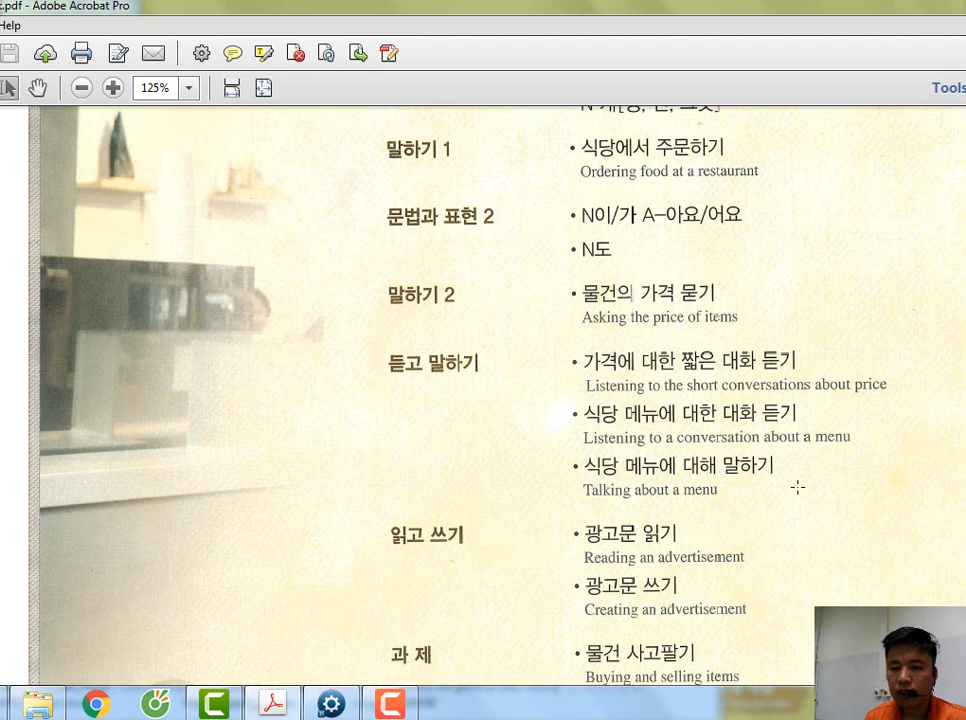 k.pdf - Adobe Acrobat Pro
Help
125%
Tools
말하기 1
• 식당에서 주문하기
Ordering food at a restaurant
문법과 표현 2
• N이/가 A–아요/어요
• N도
말하기 2
• 물건의 가격 묻기
Asking the price of items
듣고 말하기
• 가격에 대한 짧은 대화 듣기
Listening to the short conversations about price
• 식당 메뉴에 대한 대화 듣기
Listening to a conversation about a menu
• 식당 메뉴에 대해 말하기
Talking about a menu
읽고 쓰기
• 광고문 읽기
Reading an advertisement
• 광고문 쓰기
Creating an advertisement
과 제
• 물건 사고팔기
Buying and selling items